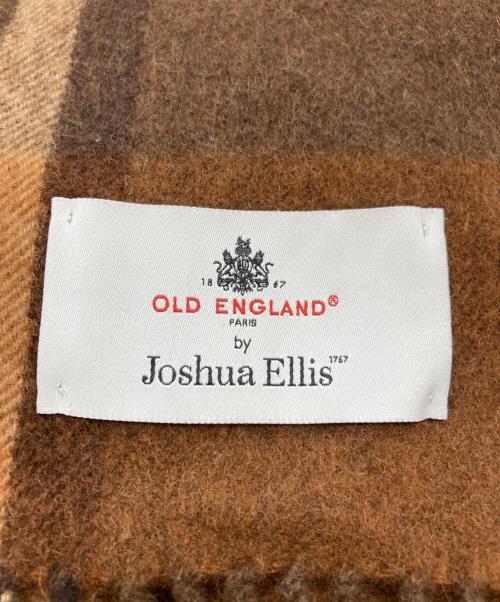 18 67
OLD ENGLAND®
PARIS
by
Joshua Ellis 1767